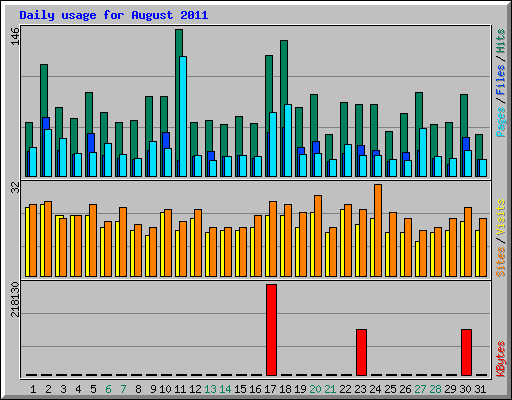 Daily usage for August 2011
146
Pages/Files/Hits
32
Sites/Visits
218130
KBytes
1 2 3 4 5 6 7 8 9 10 11 12 13 14 15 16 17 18 19 20 21 22 23 24 25 26 27 28 29 30 31